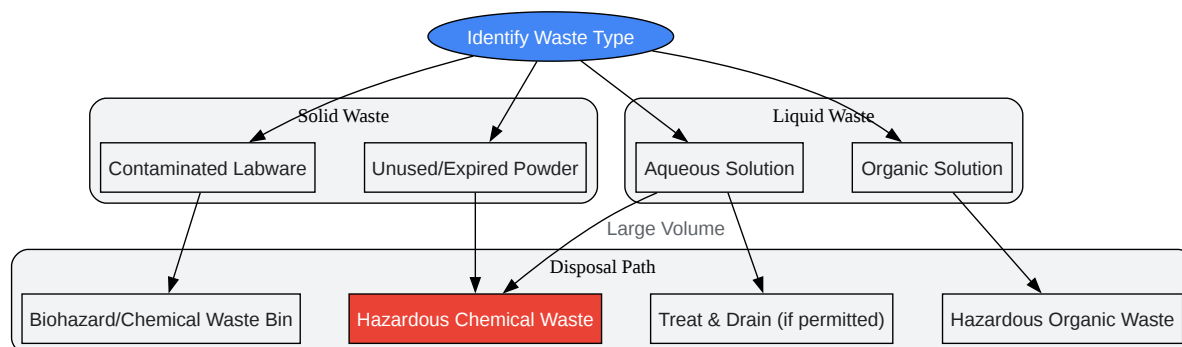 Identify Waste Type
Solid Waste
Liquid Waste
Contaminated Labware
Unused/Expired Powder
Aqueous Solution
Organic Solution
Large Volume
Disposal Path
Biohazard/Chemical Waste Bin
Hazardous Chemical Waste
Treat & Drain (if permitted)
Hazardous Organic Waste